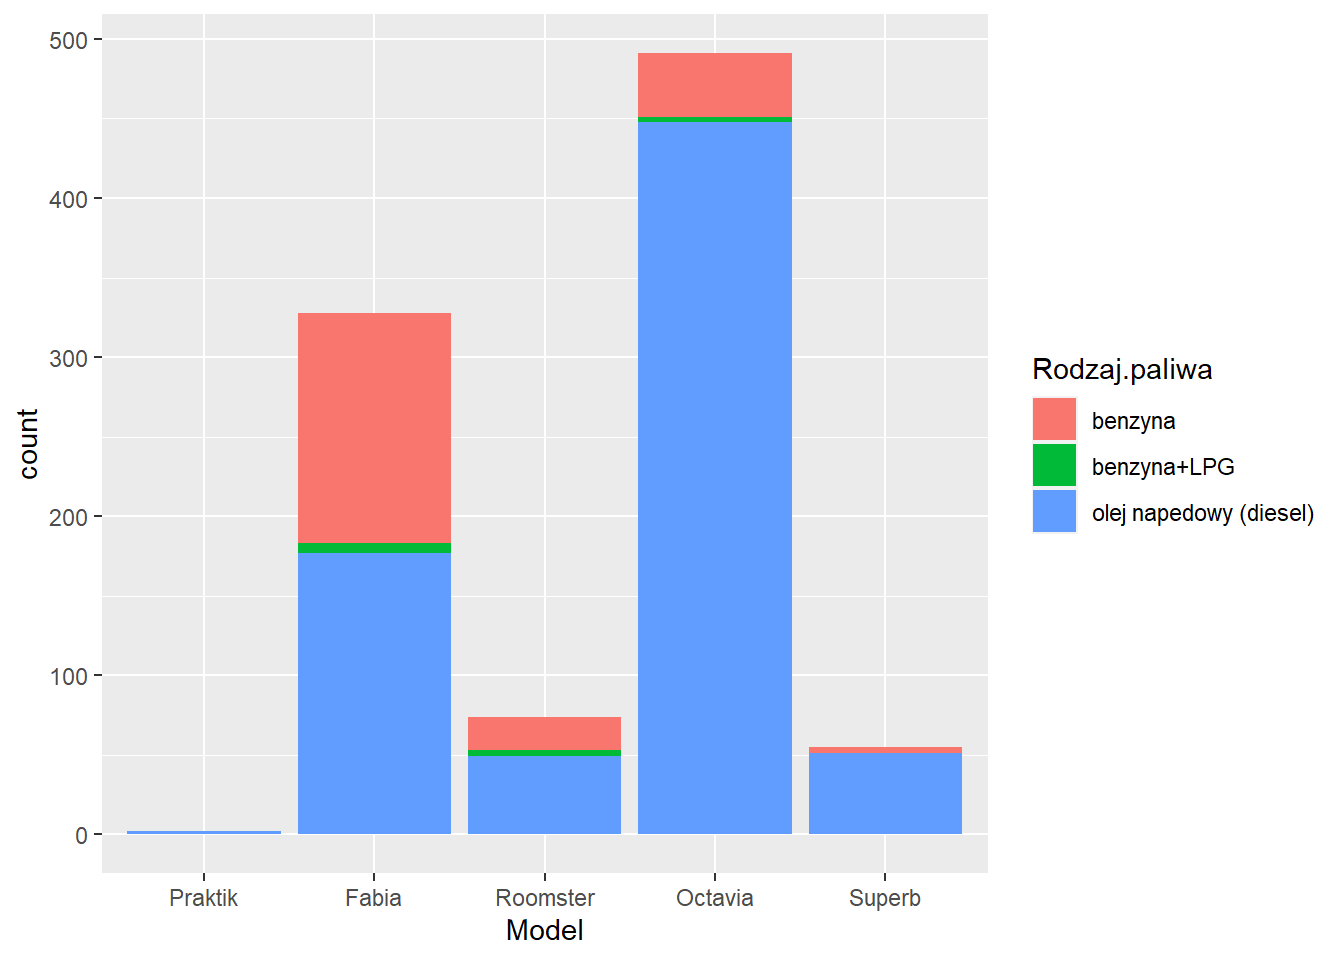 500
400
300
200
100
0
count
Praktik Fabia Roomster Octavia Superb
Model
Rodzaj.paliwa
benzyna
benzyna+LPG
olej napedowy (diesel)